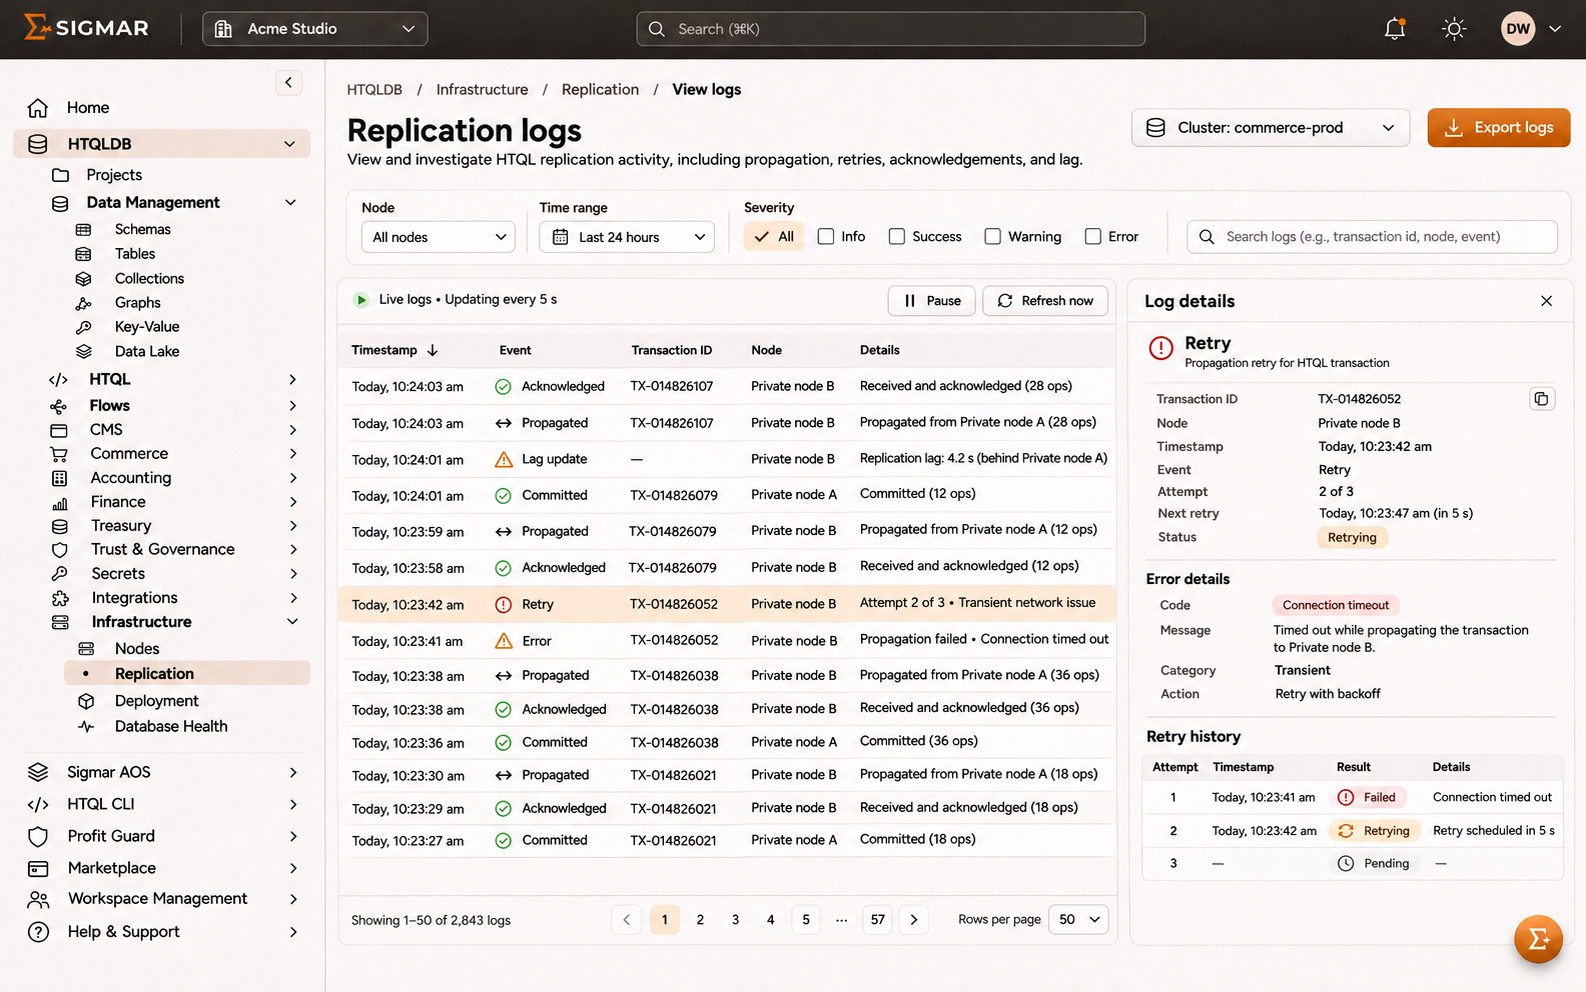 SIGMAR
Acme Studio
Search (⌘K)
DW
Home
HTQLDB
Projects
Data Management
Schemas
Tables
Collections
Graphs
Key-Value
Data Lake
HTQL
Flows
CMS
Commerce
Accounting
Finance
Treasury
Trust & Governance
Secrets
Integrations
Infrastructure
Nodes
Replication
Deployment
Database Health
Sigmar AOS
HTQL CLI
Profit Guard
Marketplace
Workspace Management
Help & Support
HTQLDB / Infrastructure / Replication / View logs
Replication logs
View and investigate HTQL replication activity, including propagation, retries, acknowledgements, and lag.
Cluster: commerce-prod
Export logs
Node
All nodes
Time range
Last 24 hours
Severity
All Info Success Warning Error
Search logs (e.g., transaction id, node, event)
Live logs • Updating every 5 s
Pause
Refresh now
Timestamp Event Transaction ID Node Details
Today, 10:24:03 am Acknowledged TX-014826107 Private node B Received and acknowledged (28 ops)
Today, 10:24:03 am Propagated TX-014826107 Private node B Propagated from Private node A (28 ops)
Today, 10:24:01 am Lag update — Private node B Replication lag: 4.2 s (behind Private node A)
Today, 10:24:01 am Committed TX-014826079 Private node A Committed (12 ops)
Today, 10:23:59 am Propagated TX-014826079 Private node B Propagated from Private node A (12 ops)
Today, 10:23:58 am Acknowledged TX-014826079 Private node B Received and acknowledged (12 ops)
Today, 10:23:42 am Retry TX-014826052 Private node B Attempt 2 of 3 • Transient network issue
Today, 10:23:41 am Error TX-014826052 Private node B Propagation failed • Connection timed out
Today, 10:23:38 am Propagated TX-014826038 Private node B Propagated from Private node A (36 ops)
Today, 10:23:38 am Acknowledged TX-014826038 Private node B Received and acknowledged (36 ops)
Today, 10:23:36 am Committed TX-014826038 Private node A Committed (36 ops)
Today, 10:23:30 am Propagated TX-014826021 Private node B Propagated from Private node A (18 ops)
Today, 10:23:29 am Acknowledged TX-014826021 Private node B Received and acknowledged (18 ops)
Today, 10:23:27 am Committed TX-014826021 Private node A Committed (18 ops)
Showing 1–50 of 2,843 logs
1 2 3 4 5 ... 57
Rows per page 50
Log details
Retry
Propagation retry for HTQL transaction
Transaction ID TX-014826052
Node Private node B
Timestamp Today, 10:23:42 am
Event Retry
Attempt 2 of 3
Next retry Today, 10:23:47 am (in 5 s)
Status Retrying
Error details
Code Connection timeout
Message Timed out while propagating the transaction
to Private node B.
Category Transient
Action Retry with backoff
Retry history
Attempt Timestamp Result Details
1 Today, 10:23:41 am Failed Connection timed out
2 Today, 10:23:42 am Retrying Retry scheduled in 5 s
3 — Pending —